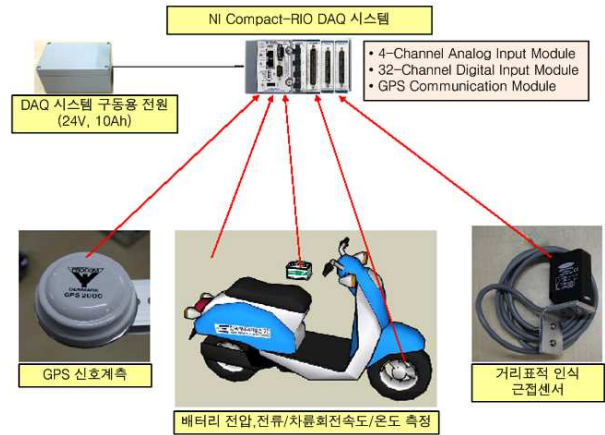 NI Compact-RIO DAQ 시스템
• 4-Channel Analog Input Module
• 32-Channel Digital Input Module
• GPS Communication Module
DAQ 시스템 구동용 전원
(24V, 10Ah)
PROCOM
DENMARK
GPS 2000
GPS 신호계측
배터리 전압,전류/차륜회전속도/온도 측정
거리표적 인식
근접센서